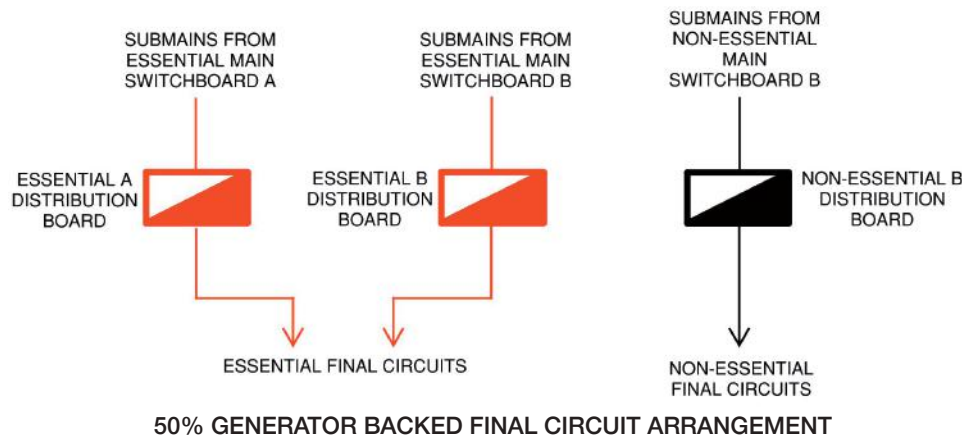 SUBMAINS FROM
ESSENTIAL MAIN
SWITCHBOARD A
SUBMAINS FROM
ESSENTIAL MAIN
SWITCHBOARD B
SUBMAINS FROM
NON-ESSENTIAL
MAIN
SWITCHBOARD B
ESSENTIAL A
DISTRIBUTION
BOARD
ESSENTIAL B
DISTRIBUTION
BOARD
NON-ESSENTIAL B
DISTRIBUTION
BOARD
ESSENTIAL FINAL CIRCUITS
NON-ESSENTIAL
FINAL CIRCUITS
50% GENERATOR BACKED FINAL CIRCUIT ARRANGEMENT